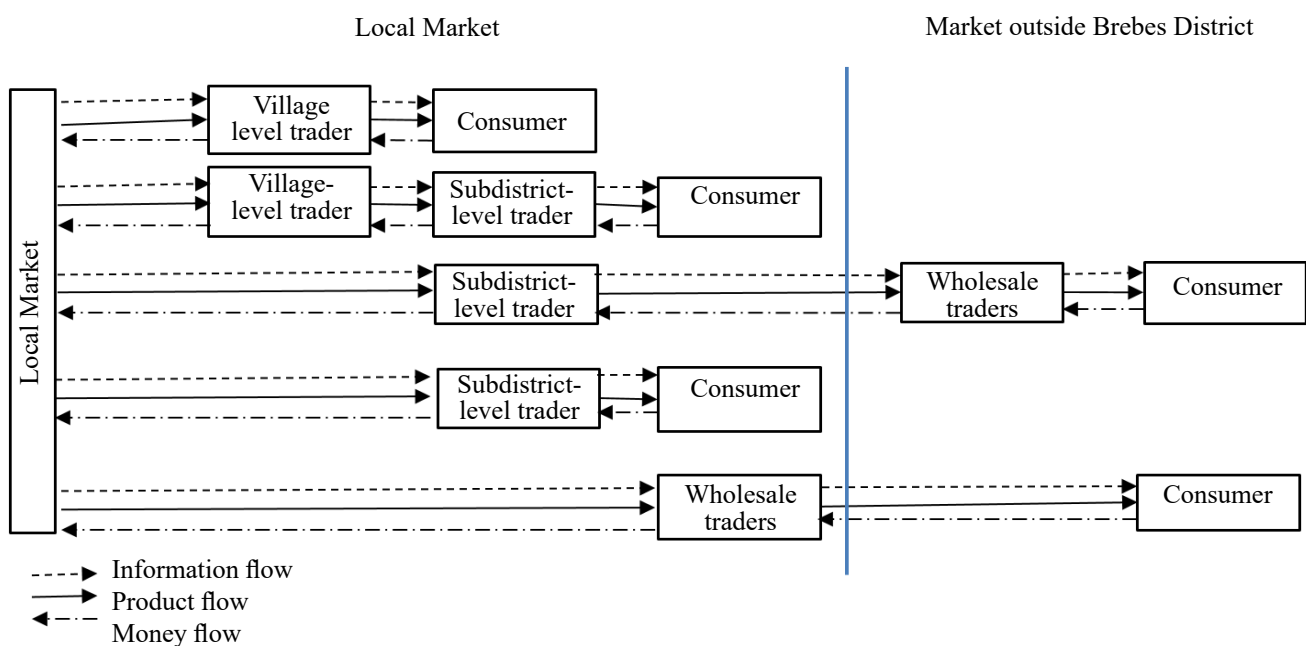 Local Market
Market outside Brebes District
Local Market
Village
level trader
Consumer
Village-
level trader
Subdistrict-
level trader
Consumer
Subdistrict-
level trader
Wholesale
traders
Consumer
Subdistrict-
level trader
Consumer
Wholesale
traders
Consumer
Information flow
Product flow
Money flow